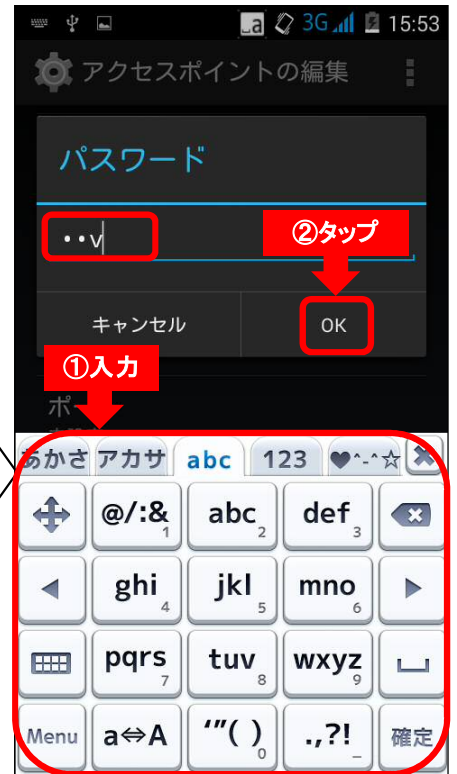 a 3G 15:53
アクセスポイントの編集
パスワード
••v
②タップ
キャンセル OK
①入力
ポ
あかさ アカサ abc 123 ♥^-^☆
@/:& 1 abc 2 def 3
ghi 4 jkl 5 mno 6
pqrs 7 tuv 8 wxyz 9
Menu a⇔A '"( ) 0 .,?! _ 確定